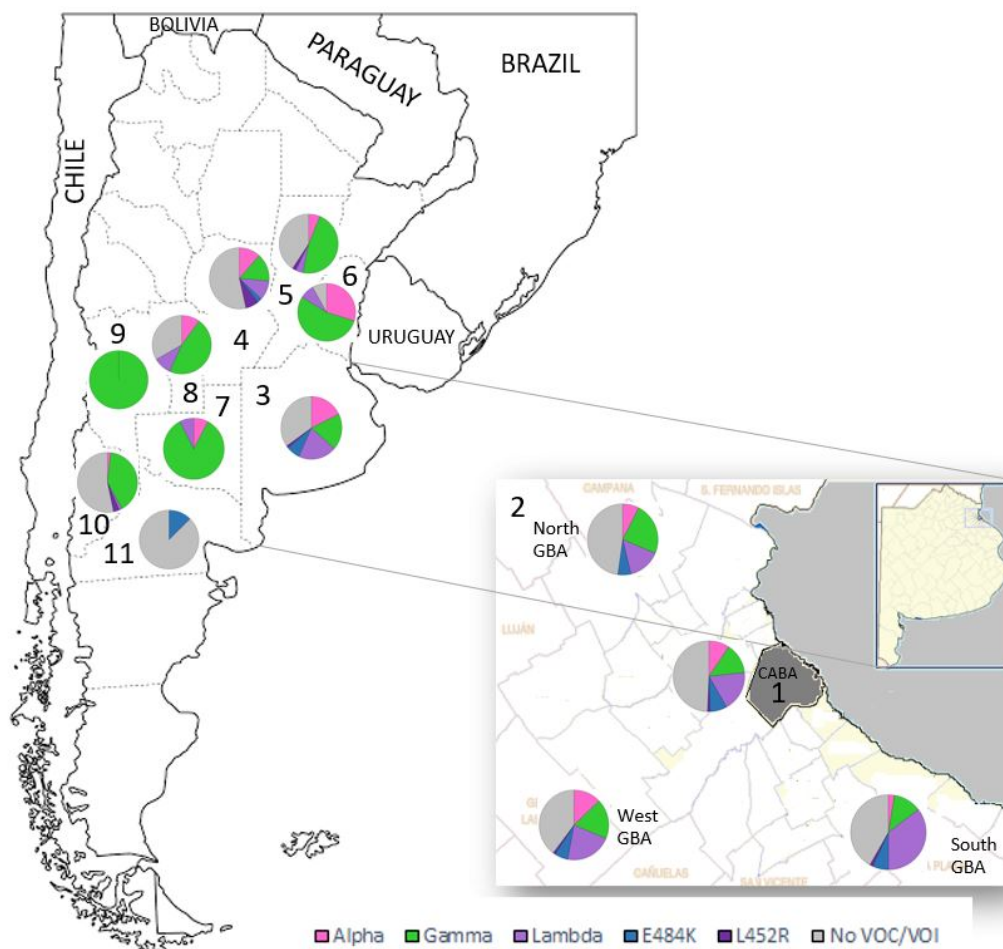 BOLIVIA
PARAGUAY
BRAZIL
CHILE
URUGUAY
6
5
9
4
8
7
3
10
11
2
CAMPANA
S. FERNANDO ISLAS
North
GBA
LUJÁN
CABA
1
West
GBA
South
GBA
CAÑUELAS
Alpha
Gamma
Lambda
E484K
L452R
No VOC/VOI